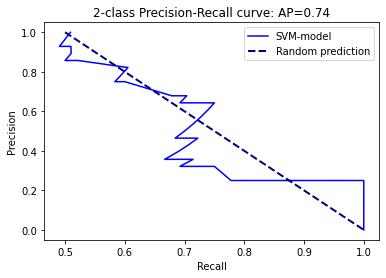 2-class Precision-Recall curve: AP=0.74
SVM-model
Random prediction
Precision
1.0
0.8
0.6
0.4
0.2
0.0
0.5 0.6 0.7 0.8 0.9 1.0
Recall